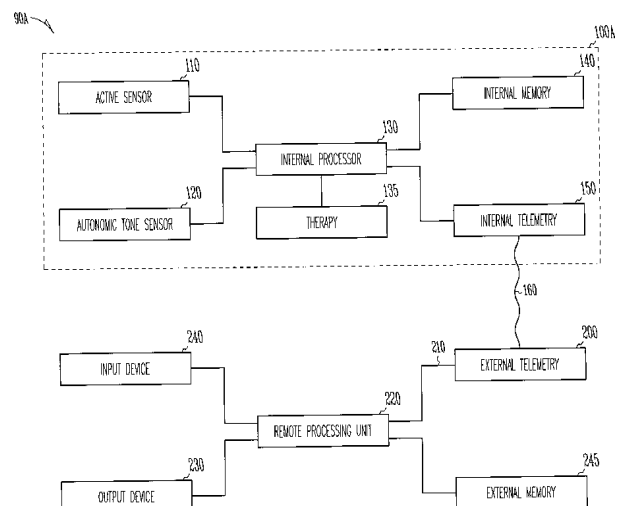 90A
100A
110
ACTIVE SENSOR
140
INTERNAL MEMORY
130
INTERNAL PROCESSOR
120
AUTONOMIC TONE SENSOR
135
THERAPY
150
INTERNAL TELEMETRY
160
240
INPUT DEVICE
210
200
EXTERNAL TELEMETRY
220
REMOTE PROCESSING UNIT
230
OUTPUT DEVICE
245
EXTERNAL MEMORY